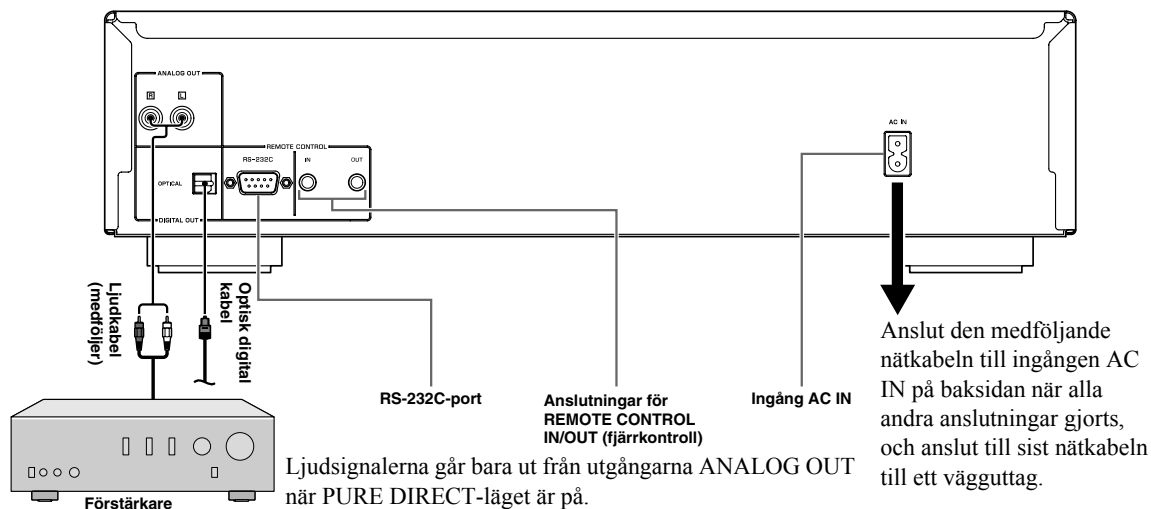 ANALOG OUT
R L
REMOTE CONTROL
RS-232C
IN
OUT
OPTICAL
DIGITAL OUT
AC IN
Ljudkabel
(medföljer)
Optisk digital
kabel
Förstärkare
RS-232C-port
Anslutningar för
REMOTE CONTROL
IN/OUT (fjärrkontroll)
Ingång AC IN
Anslut den medföljande
nätkabeln till ingången AC
IN på baksidan när alla
andra anslutningar gjorts,
och anslut till sist nätkabeln
till ett vägguttag.
Ljudsignalerna går bara ut från utgångarna ANALOG OUT
när PURE DIRECT-läget är på.